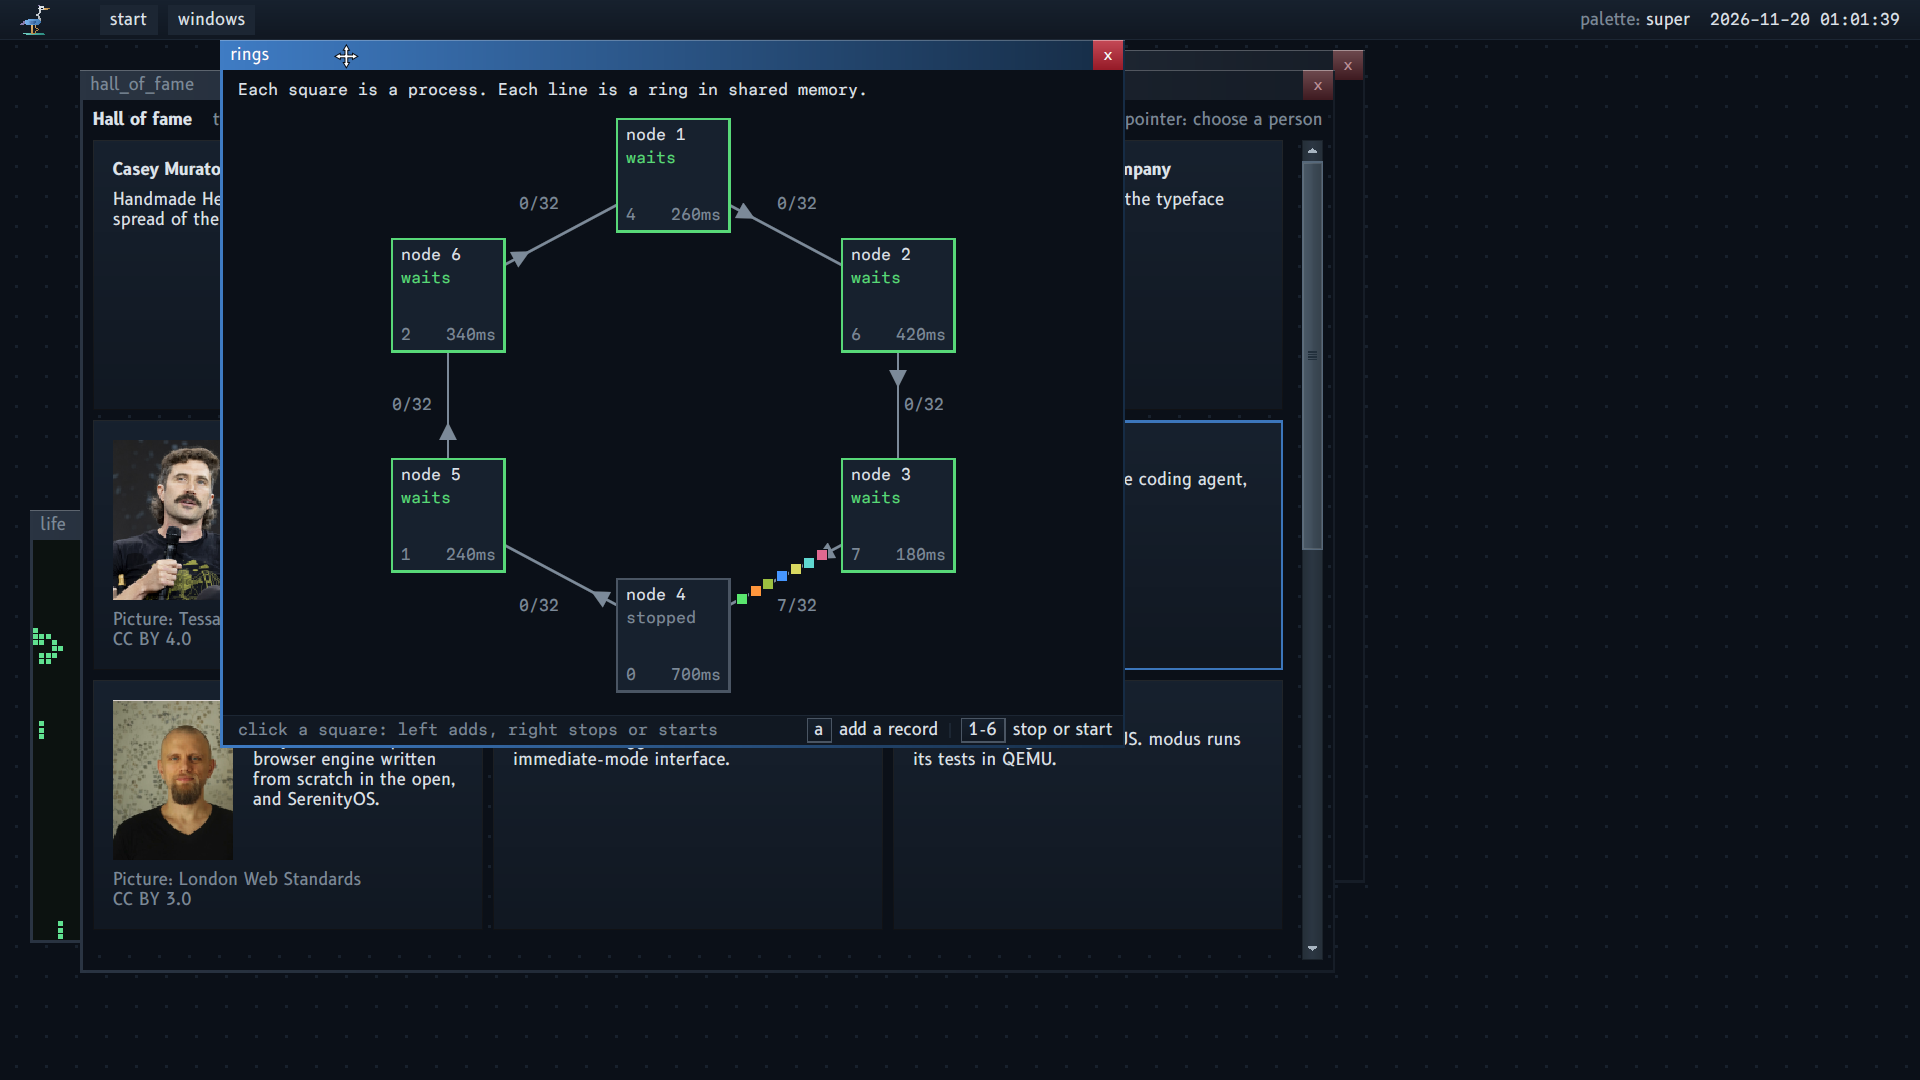 start windows palette: super 2026-11-20 01:01:39
rings x
x
hall_of_fame x
Each square is a process. Each line is a ring in shared memory.
Hall of fame
pointer: choose a person
node 1
waits
4 260ms
0/32
0/32
node 6
waits
2 340ms
node 2
waits
6 420ms
0/32
0/32
node 5
waits
1 240ms
node 3
waits
7 180ms
0/32
7/32
node 4
stopped
0 700ms
click a square: left adds, right stops or starts
a add a record 1-6 stop or start
Casey
Handmade
spread of the
the typeface
coding agent,
Picture:
CC BY 4.0
life
browser engine written
from scratch in the open,
and SerenityOS.
Picture: London Web Standards
CC BY 3.0
immediate-mode interface.
modus runs
its tests in QEMU.